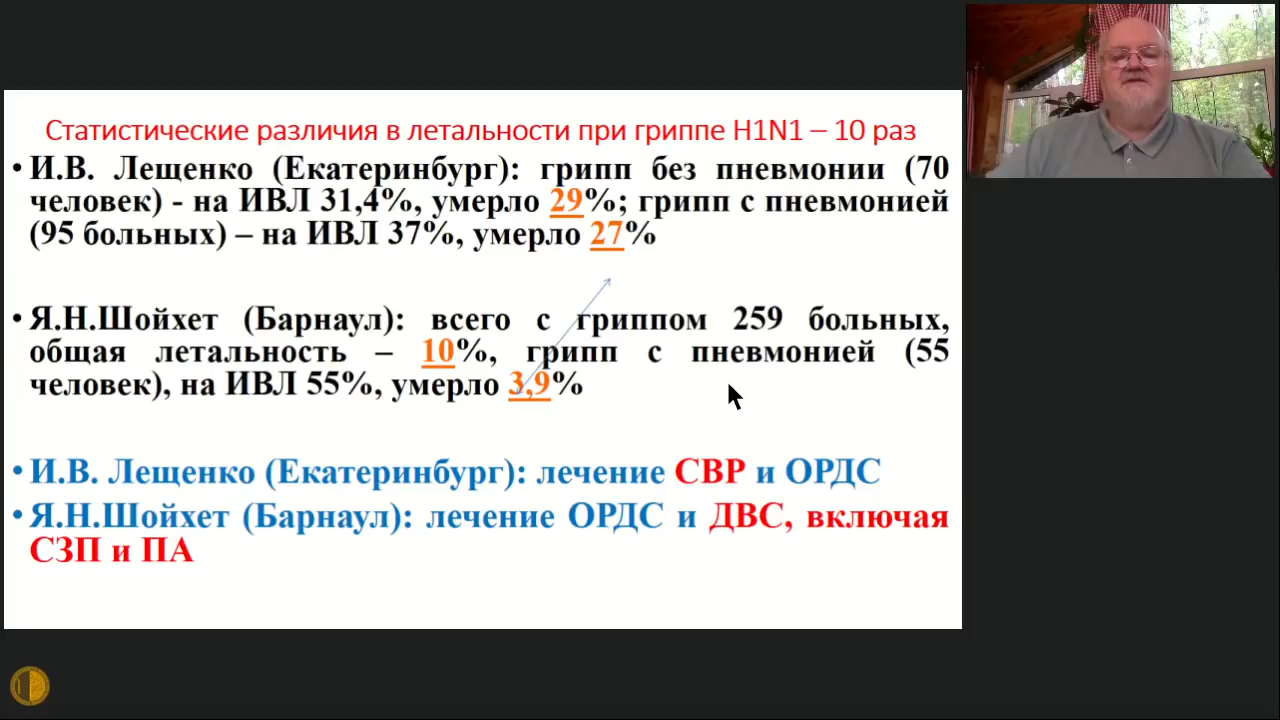 Статистические различия в летальности при гриппе H1N1 – 10 раз
• И.В. Лещенко (Екатеринбург): грипп без пневмонии (70
человек) - на ИВЛ 31,4%, умерло 29%; грипп с пневмонией
(95 больных) – на ИВЛ 37%, умерло 27%
• Я.Н.Шойхет (Барнаул): всего с гриппом 259 больных,
общая летальность – 10%, грипп с пневмонией (55
человек), на ИВЛ 55%, умерло 3,9%
• И.В. Лещенко (Екатеринбург): лечение СВР и ОРДС
• Я.Н.Шойхет (Барнаул): лечение ОРДС и ДВС, включая
СЗП и ПА